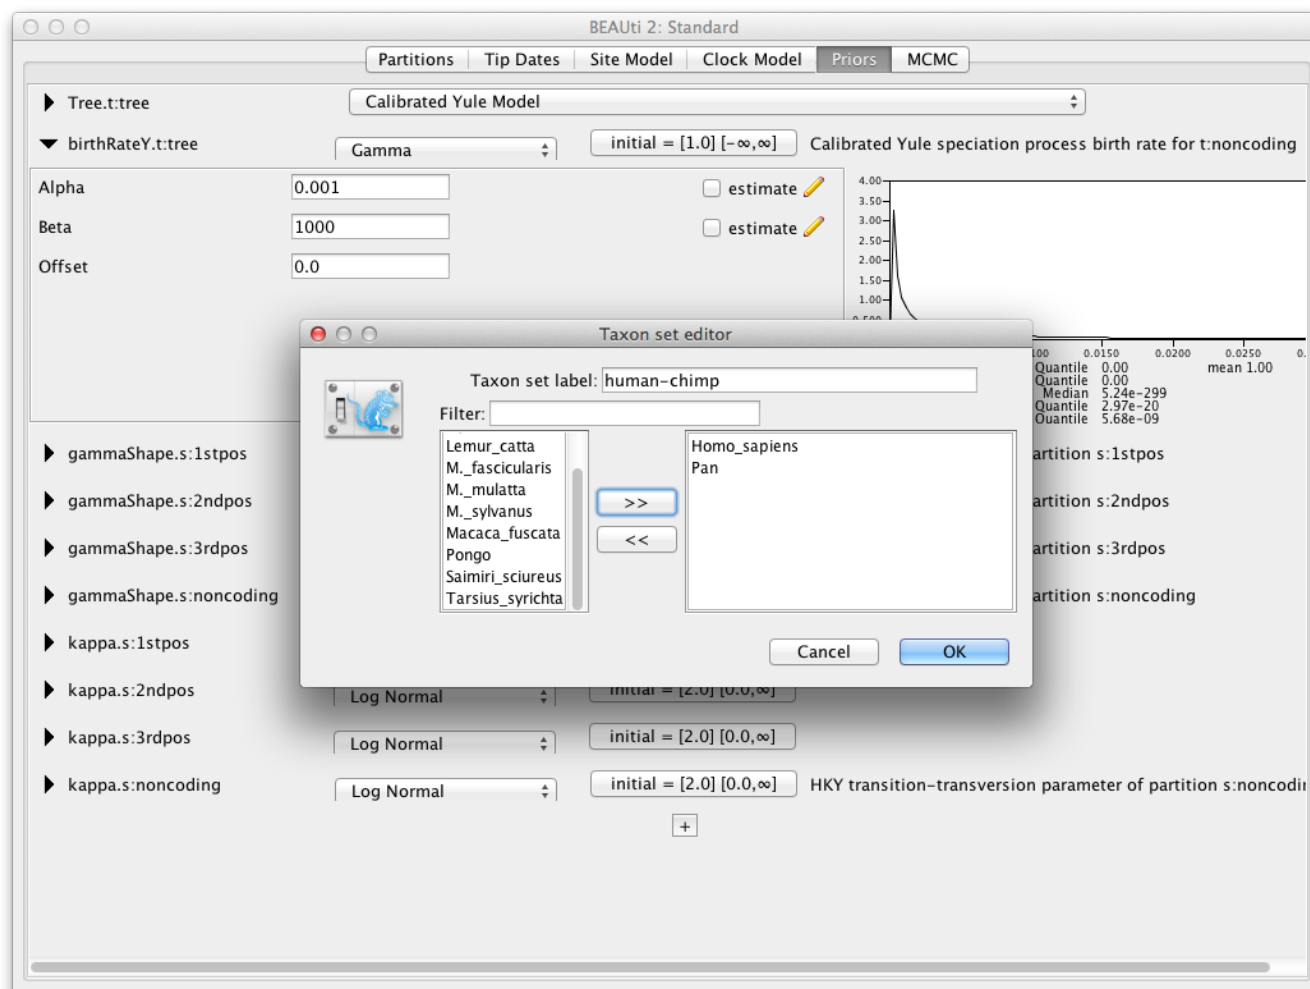 BEAUti 2: Standard
Partitions Tip Dates Site Model Clock Model Priors MCMC
Tree.t:tree Calibrated Yule Model
birthRateY.t:tree Gamma initial = [1.0] [-∞,∞] Calibrated Yule speciation process birth rate for t:noncoding
Alpha 0.001 estimate
Beta 1000 estimate
Offset 0.0
4.00
3.50
3.00
2.50
2.00
1.50
1.00
0.500
0.0150 0.0200 0.0250
Quantile 0.00 mean 1.00
Quantile 0.00
Median 5.24e-299
Quantile 2.97e-20
Quantile 5.68e-09
Taxon set editor
Taxon set label: human-chimp
Filter:
Lemur_catta
M._fascicularis
M._mulatta
M._sylvanus
Macaca_fuscata
Pongo
Saimiri_sciureus
Tarsius_syrichta
>>
<<
Homo_sapiens
Pan
Cancel OK
gammaShape.s:1stpos artition s:1stpos
gammaShape.s:2ndpos artition s:2ndpos
gammaShape.s:3rdpos artition s:3rdpos
gammaShape.s:noncoding artition s:noncoding
kappa.s:1stpos
kappa.s:2ndpos Log Normal initial = [2.0] [0.0,∞]
kappa.s:3rdpos Log Normal initial = [2.0] [0.0,∞]
kappa.s:noncoding Log Normal initial = [2.0] [0.0,∞] HKY transition-transversion parameter of partition s:noncodi
+